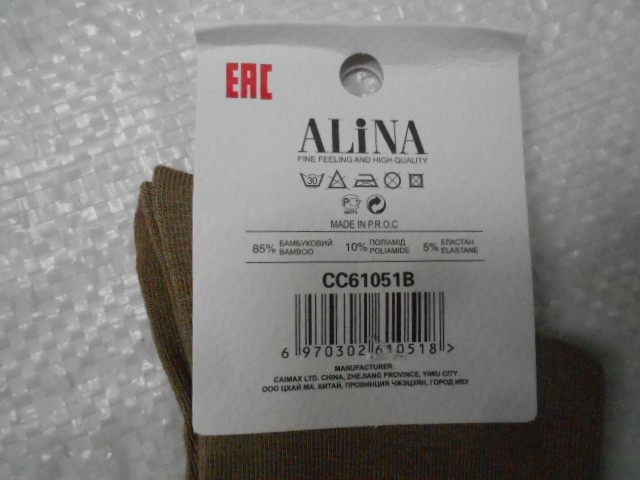 EAC
ALiNA
FINE FEELING AND HIGH QUALITY
30
MADE IN P.R.O.C
85% БАМБУКОВИЙ BAMBOO 10% ПОЛІАМІД POLIAMIDE 5% ЕЛАСТАН ELASTANE
CC61051B
6 970302 610518 >
MANUFACTURER:
CAIMAX LTD. CHINA, ZHEJIANG PROVINCE, YIWU CITY
ООО ЦХАЙ МА. КИТАЙ, ПРОВИНЦИЯ ЧЖЭЦЗЯН, ГОРОД ИВУ